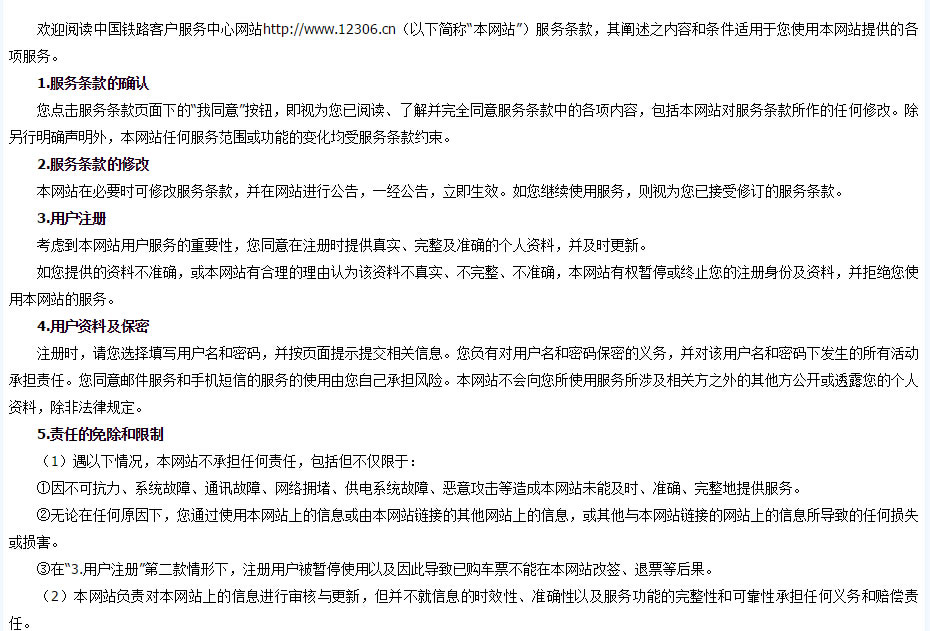 欢迎阅读中国铁路客户服务中心网站http://www.12306.cn（以下简称“本网站”）服务条款，其阐述之内容和条件适用于您使用本网站提供的各
项服务。
1.服务条款的确认
您点击服务条款页面下的“我同意”按钮，即视为您已阅读、了解并完全同意服务条款中的各项内容，包括本网站对服务条款所作的任何修改。除
另行明确声明外，本网站任何服务范围或功能的变化均受服务条款约束。
2.服务条款的修改
本网站在必要时可修改服务条款，并在网站进行公告，一经公告，立即生效。如您继续使用服务，则视为您已接受修订的服务条款。
3.用户注册
考虑到本网站用户服务的重要性，您同意在注册时提供真实、完整及准确的个人资料，并及时更新。
如您提供的资料不准确，或本网站有合理的理由认为该资料不真实、不完整、不准确，本网站有权暂停或终止您的注册身份及资料，并拒绝您使
用本网站的服务。
4.用户资料及保密
注册时，请您选择填写用户名和密码，并按页面提示提交相关信息。您负有对用户名和密码保密的义务，并对该用户名和密码下发生的所有活动
承担责任。您同意邮件服务和手机短信的服务的使用由您自己承担风险。本网站不会向您所使用服务所涉及相关方之外的其他方公开或透露您的个人
资料，除非法律规定。
5.责任的免除和限制
（1）遇以下情况，本网站不承担任何责任，包括但不仅限于：
①因不可抗力、系统故障、通讯故障、网络拥堵、供电系统故障、恶意攻击等造成本网站未能及时、准确、完整地提供服务。
②无论在任何原因下，您通过使用本网站上的信息或由本网站链接的其他网站上的信息，或其他与本网站链接的网站上的信息所导致的任何损失
或损害。
③在“3.用户注册”第二款情形下，注册用户被暂停使用以及因此导致已购车票不能在本网站改签、退票等后果。
（2）本网站负责对本网站上的信息进行审核与更新，但并不就信息的时效性、准确性以及服务功能的完整性和可靠性承担任何义务和赔偿责
任。